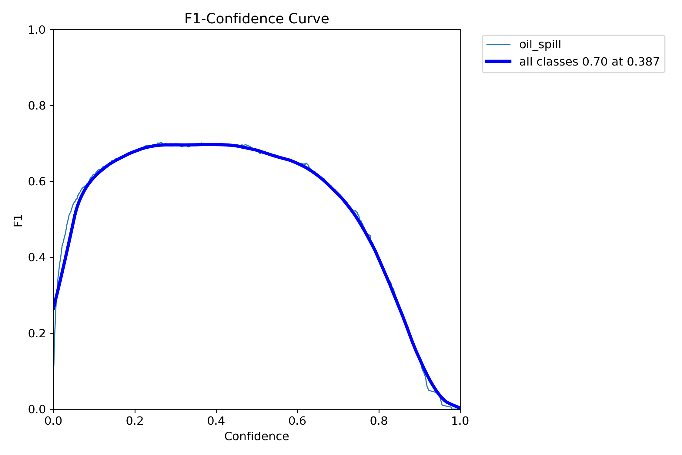 F1-Confidence Curve
oil_spill
all classes 0.70 at 0.387
1.0
0.8
0.6
0.4
0.2
0.0
F1
0.0 0.2 0.4 0.6 0.8 1.0
Confidence